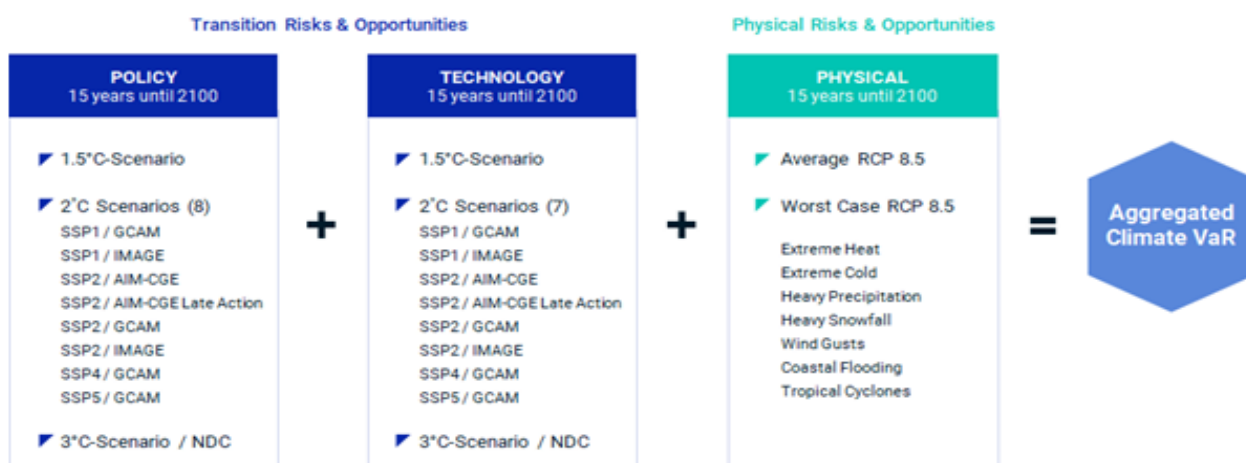 Transition Risks & Opportunities
Physical Risks & Opportunities
POLICY
15 years until 2100
1.5°C-Scenario
2°C Scenarios (8)
SSP1 / GCAM
SSP1 / IMAGE
SSP2 / AIM-CGE
SSP2 / AIM-CGE Late Action
SSP2 / GCAM
SSP2 / IMAGE
SSP4 / GCAM
SSP5 / GCAM
3°C-Scenario / NDC
+
TECHNOLOGY
15 years until 2100
1.5°C-Scenario
2°C Scenarios (7)
SSP1 / GCAM
SSP1 / IMAGE
SSP2 / AIM-CGE
SSP2 / AIM-CGE Late Action
SSP2 / GCAM
SSP2 / IMAGE
SSP4 / GCAM
SSP5 / GCAM
3°C-Scenario / NDC
+
PHYSICAL
15 years until 2100
Average RCP 8.5
Worst Case RCP 8.5
Extreme Heat
Extreme Cold
Heavy Precipitation
Heavy Snowfall
Wind Gusts
Coastal Flooding
Tropical Cyclones
=
Aggregated
Climate VaR